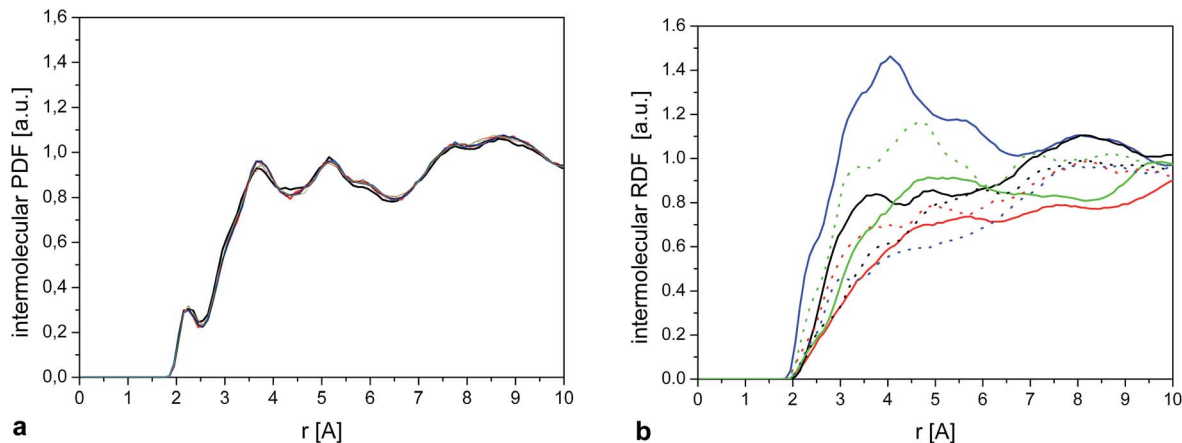 1,6
1,4
1,2
1,0
0,8
0,6
0,4
0,2
0,0
intermolecular PDF [a.u.]
0 1 2 3 4 5 6 7 8 9 10
r [A]
a
1.6
1.4
1.2
1.0
0.8
0.6
0.4
0.2
0.0
intermolecular RDF [a.u.]
0 1 2 3 4 5 6 7 8 9 10
r [A]
b